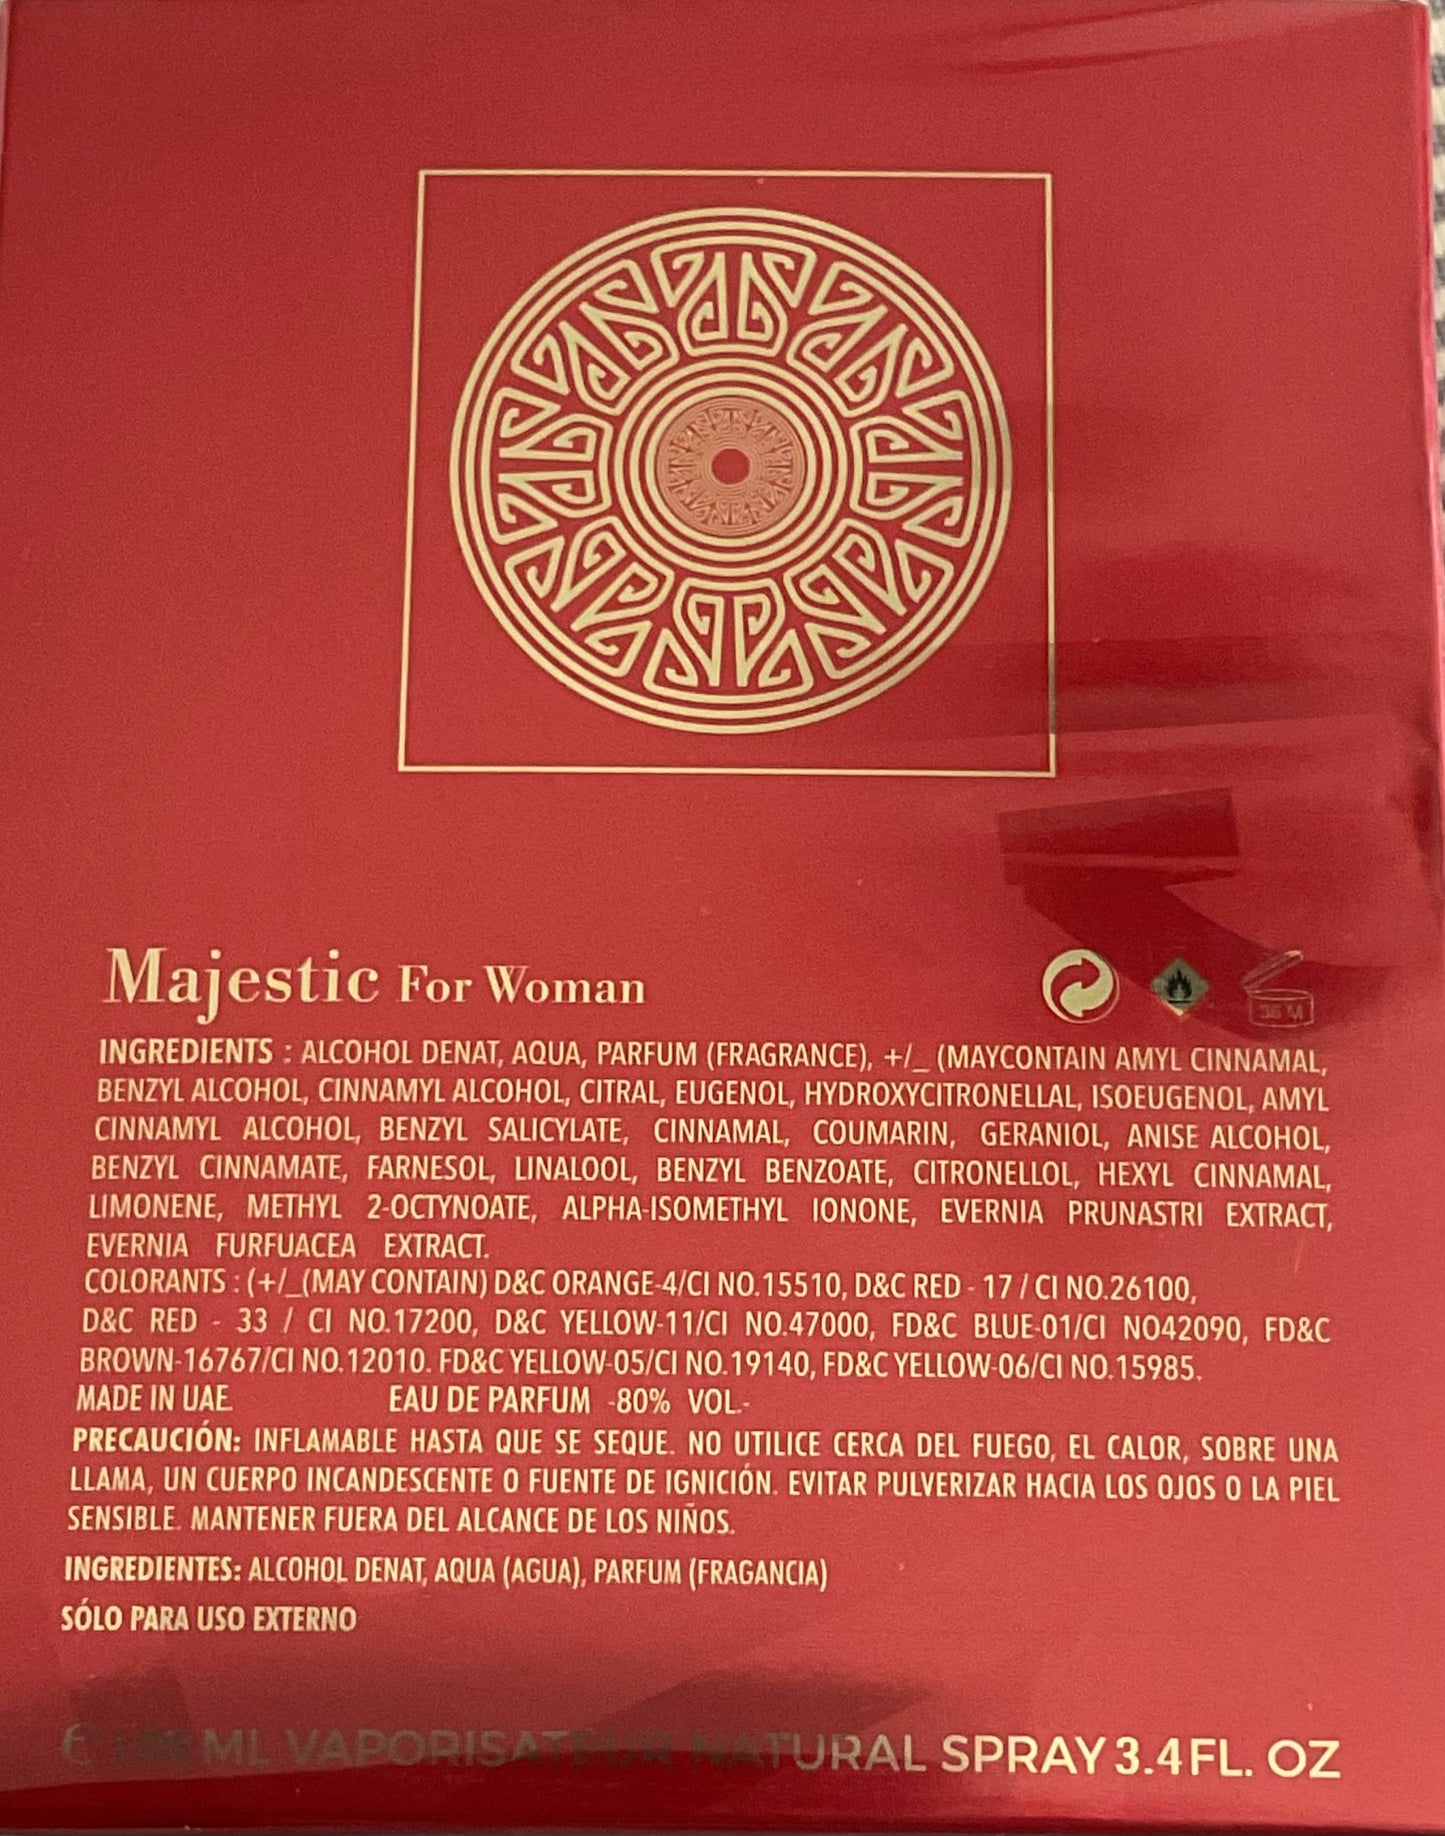 Majestic For Woman
36 M
INGREDIENTS : ALCOHOL DENAT, AQUA, PARFUM (FRAGRANCE), +/_ (MAYCONTAIN AMYL CINNAMAL,
BENZYL ALCOHOL, CINNAMYL ALCOHOL, CITRAL, EUGENOL, HYDROXYCITRONELLAL, ISOEUGENOL, AMYL
CINNAMYL ALCOHOL, BENZYL SALICYLATE, CINNAMAL, COUMARIN, GERANIOL, ANISE ALCOHOL,
BENZYL CINNAMATE, FARNESOL, LINALOOL, BENZYL BENZOATE, CITRONELLOL, HEXYL CINNAMAL,
LIMONENE, METHYL 2-OCTYNOATE, ALPHA-ISOMETHYL IONONE, EVERNIA PRUNASTRI EXTRACT,
EVERNIA FURFUACEA EXTRACT.
COLORANTS : (+/_(MAY CONTAIN) D&C ORANGE-4/CI NO.15510, D&C RED - 17 / CI NO.26100,
D&C RED - 33 / CI NO.17200, D&C YELLOW-11/CI NO.47000, FD&C BLUE-01/CI NO42090, FD&C
BROWN-16767/CI NO.12010. FD&C YELLOW-05/CI NO.19140, FD&C YELLOW-06/CI NO.15985.
MADE IN UAE. EAU DE PARFUM -80% VOL.-
PRECAUCIÓN: INFLAMABLE HASTA QUE SE SEQUE. NO UTILICE CERCA DEL FUEGO, EL CALOR, SOBRE UNA
LLAMA, UN CUERPO INCANDESCENTE O FUENTE DE IGNICIÓN. EVITAR PULVERIZAR HACIA LOS OJOS O LA PIEL
SENSIBLE. MANTENER FUERA DEL ALCANCE DE LOS NIÑOS.
INGREDIENTES: ALCOHOL DENAT, AQUA (AGUA), PARFUM (FRAGANCIA)
SÓLO PARA USO EXTERNO
℮ 100 ML VAPORISATEUR NATURAL SPRAY 3.4 FL. OZ